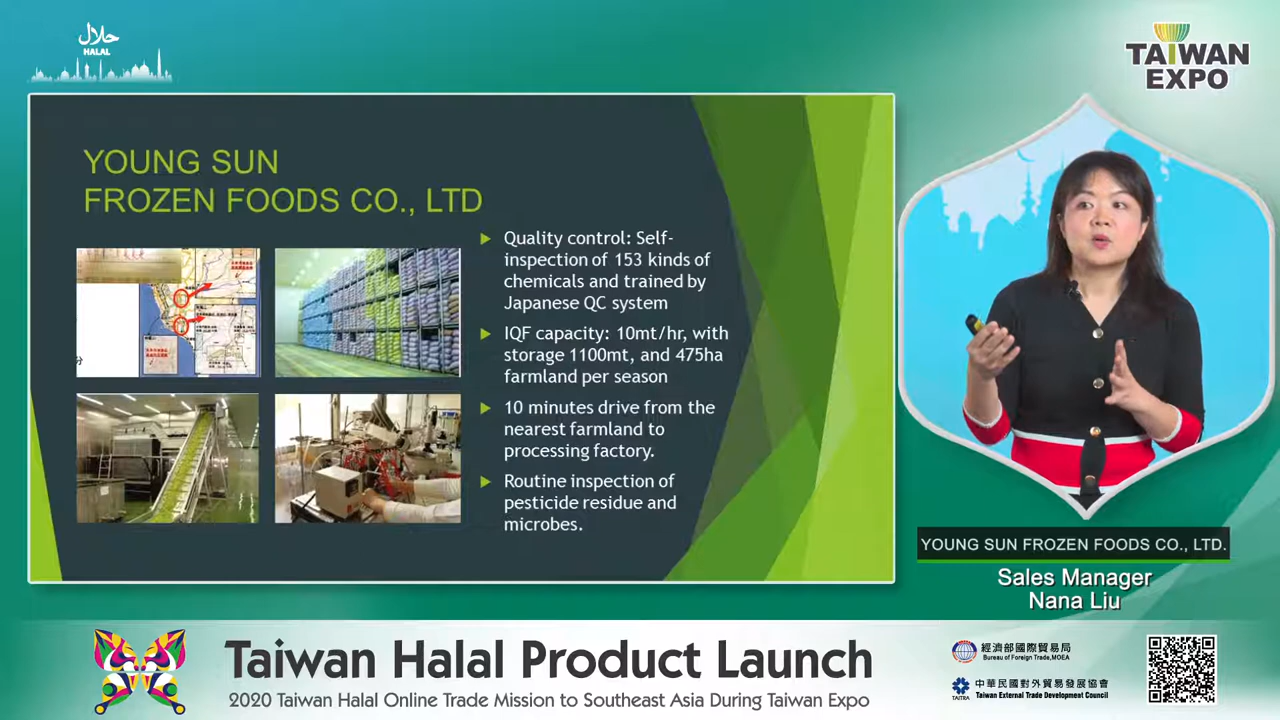 حلال
HALAL
TAIWAN
EXPO
YOUNG SUN
FROZEN FOODS CO., LTD
Quality control: Self-
inspection of 153 kinds of
chemicals and trained by
Japanese QC system
IQF capacity: 10mt/hr, with
storage 1100mt, and 475ha
farmland per season
10 minutes drive from the
nearest farmland to
processing factory.
Routine inspection of
pesticide residue and
microbes.
YOUNG SUN FROZEN FOODS CO., LTD.
Sales Manager
Nana Liu
Taiwan Halal Product Launch
2020 Taiwan Halal Online Trade Mission to Southeast Asia During Taiwan Expo
經濟部國際貿易局
Bureau of Foreign Trade,MOEA
中華民國對外貿易發展協會
TAITRA
Taiwan External Trade Development Council